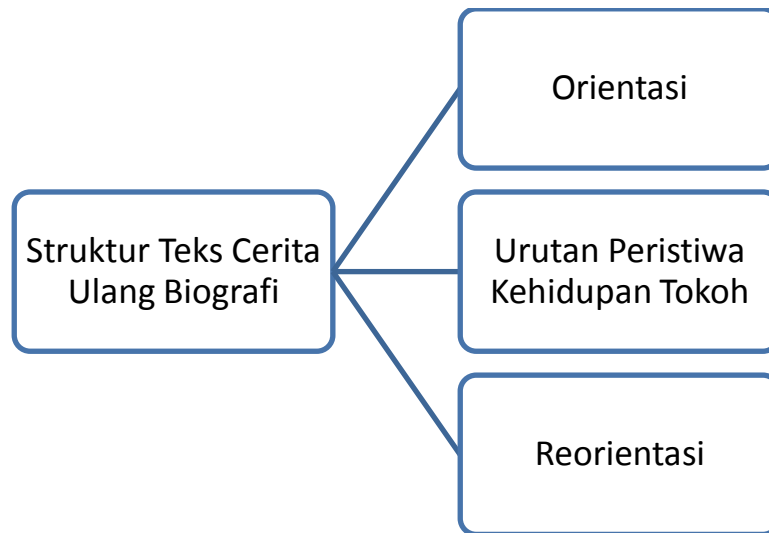 Orientasi
Struktur Teks Cerita
Ulang Biografi
Urutan Peristiwa
Kehidupan Tokoh
Reorientasi